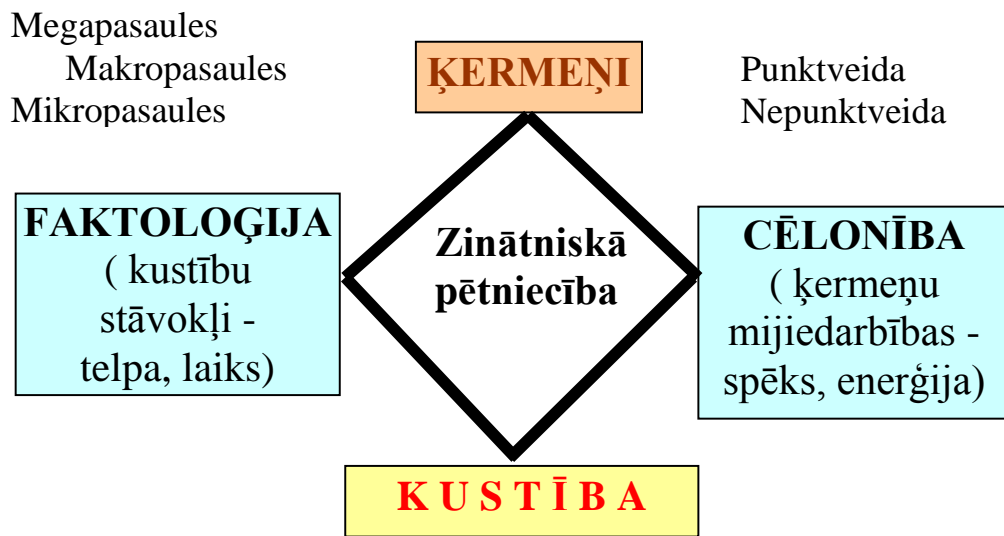 Megapasaules
Makropasaules
Mikropasaules
ĶERMEŅI
Punktveida
Nepunktveida
FAKTOLOĢIJA
( kustību
stāvokļi -
telpa, laiks)
Zinātniskā
pētniecība
CĒLONĪBA
( ķermeņu
mijiedarbības -
spēks, enerģija)
K U S T Ī B A